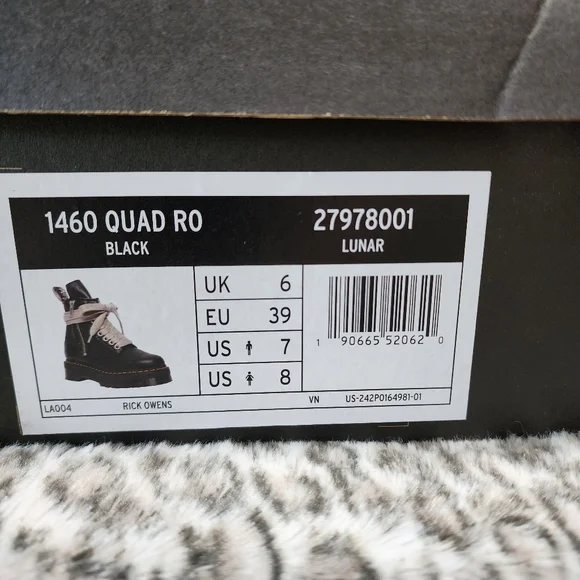 1460 QUAD RO
BLACK
27978001
LUNAR
UK 6
EU 39
US 7
US 8
1 90665 52062 0
LA004
RICK OWENS
VN
US-242P0164981-01